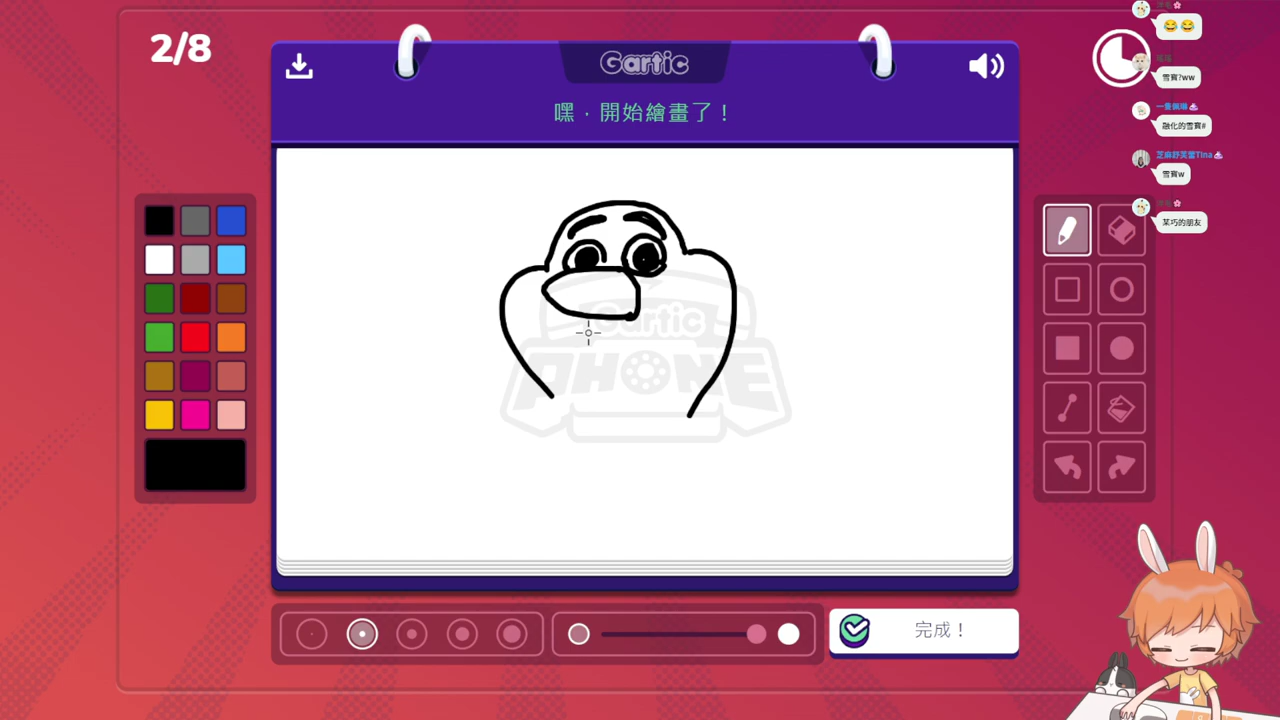 2/8
Gartic
嘿，開始繪畫了！
Gartic
PHONE
完成！
雪寶?ww
一隻佩琳
融化的雪寶#
芝麻舒芙蕾Tina
雪寶w
某巧的朋友